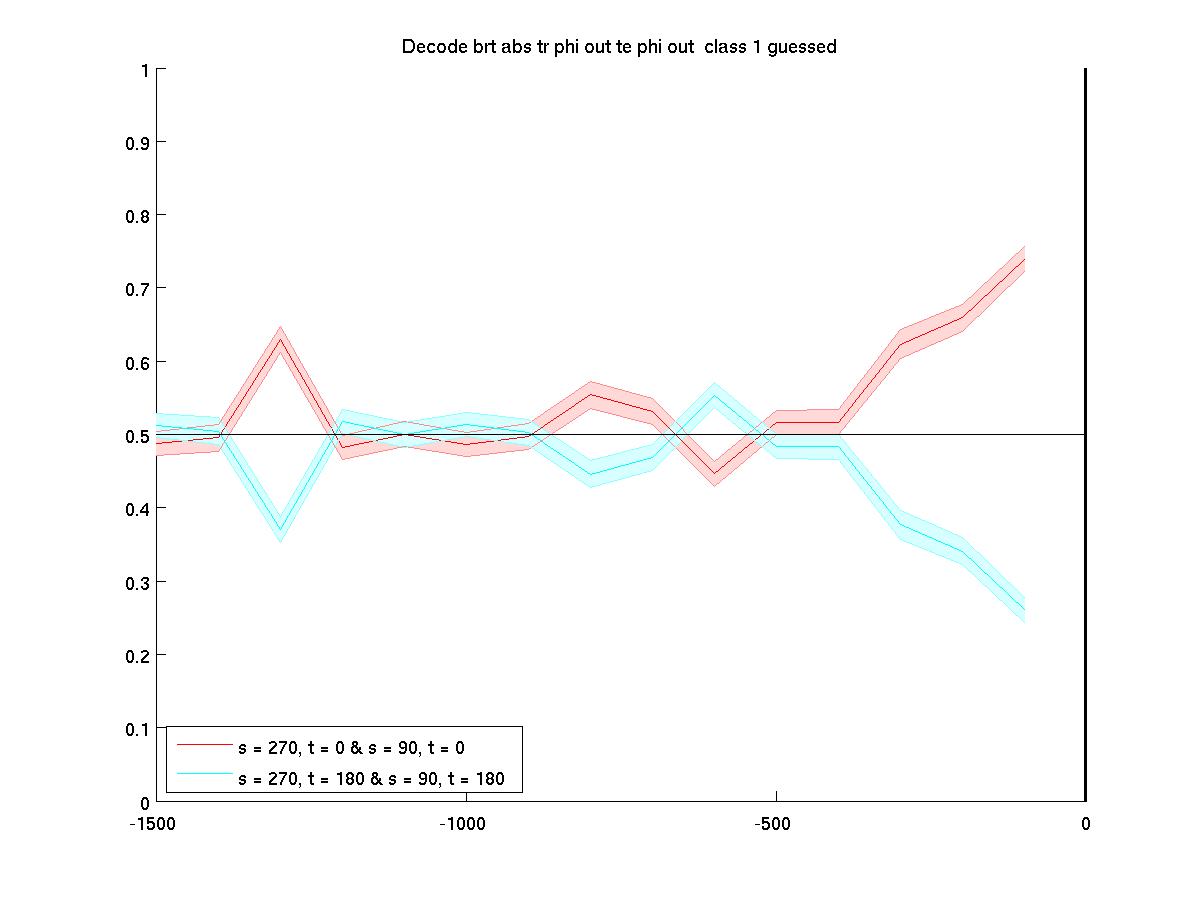 Decode brt abs tr phi out te phi out  class 1 guessed
1
0.9
0.8
0.7
0.6
0.5
0.4
0.3
0.2
0.1
0
s = 270, t = 0 & s = 90, t = 0
s = 270, t = 180 & s = 90, t = 180
-1500 -1000 -500 0